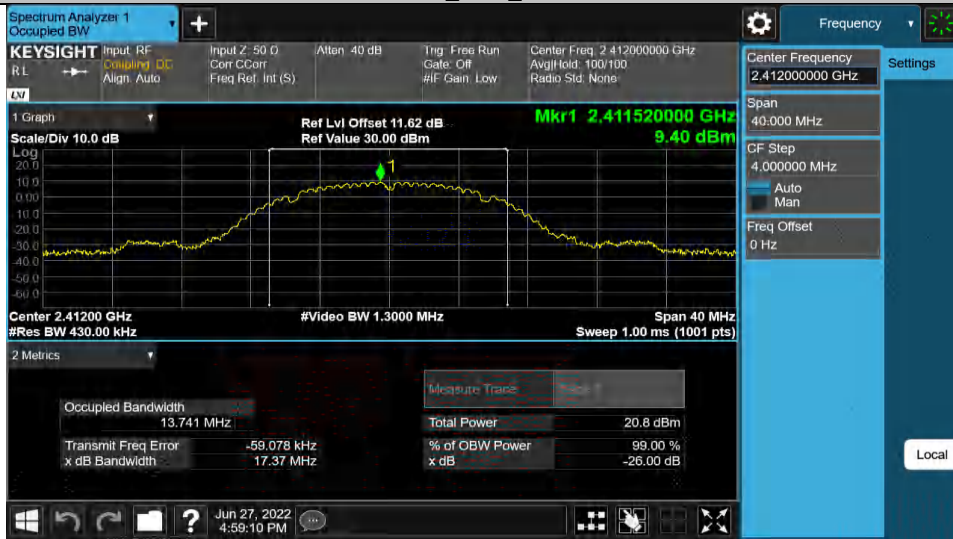 Spectrum Analyzer 1
Occupied BW
Frequency
KEYSIGHT
RL
LXI
Input: RF
Coupling: DC
Align: Auto
Input Z: 50 Ω
Corr CCorr
Freq Ref: Int (S)
Atten: 40 dB
Trig: Free Run
Gate: Off
#IF Gain: Low
Center Freq: 2.412000000 GHz
Avg|Hold: 100/100
Radio Std: None
Center Frequency
2.412000000 GHz
Settings
Span
40.000 MHz
CF Step
4.000000 MHz
Auto
Man
Freq Offset
0 Hz
Local
1 Graph
Scale/Div 10.0 dB
Ref Lvl Offset 11.62 dB
Ref Value 30.00 dBm
Mkr1 2.411520000 GHz
9.40 dBm
Log
20.0
10.0
0.00
-10.0
-20.0
-30.0
-40.0
-50.0
-60.0
1
Center 2.41200 GHz
#Res BW 430.00 kHz
#Video BW 1.3000 MHz
Span 40 MHz
Sweep 1.00 ms (1001 pts)
2 Metrics
Measure Trace
Trace 1
Occupied Bandwidth
13.741 MHz
Total Power
20.8 dBm
Transmit Freq Error
-59.078 kHz
% of OBW Power
99.00 %
x dB Bandwidth
17.37 MHz
x dB
-26.00 dB
?
Jun 27, 2022
4:59:10 PM